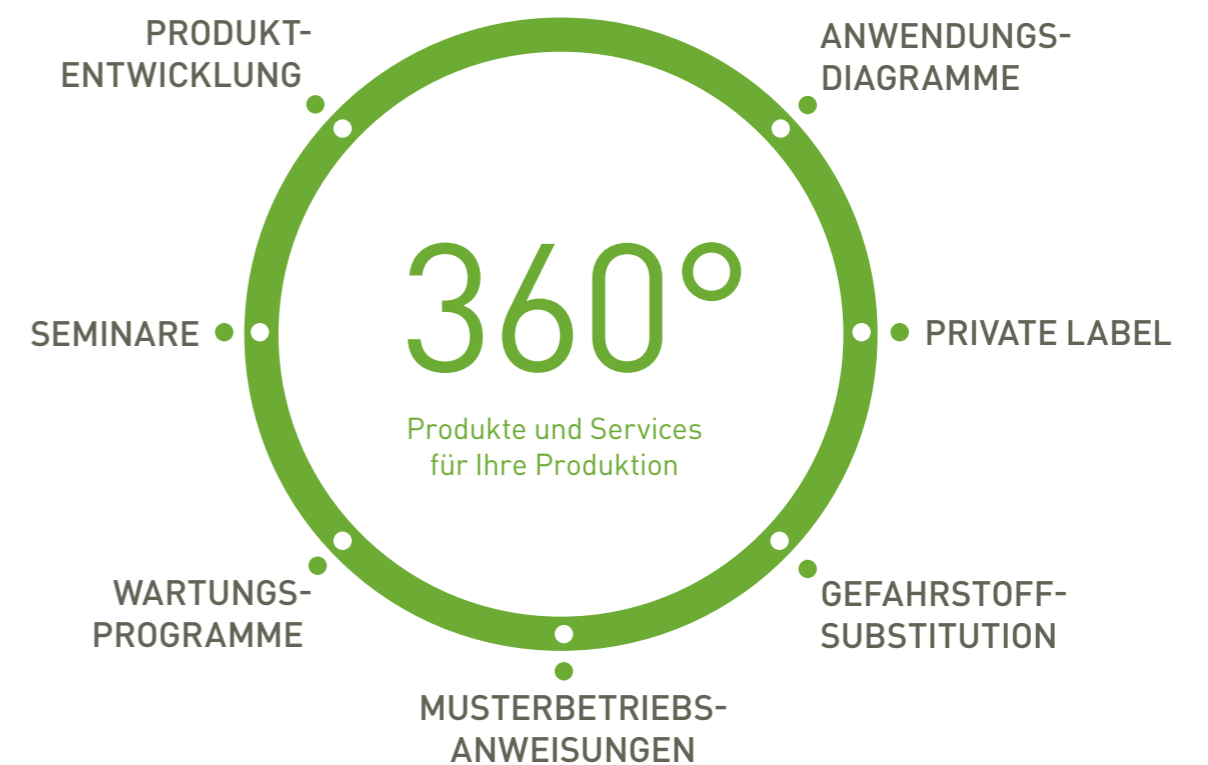 PRODUKT-
ENTWICKLUNG
ANWENDUNGS-
DIAGRAMME
SEMINARE
360°
PRIVATE LABEL
Produkte und Services
für Ihre Produktion
WARTUNGS-
PROGRAMME
GEFAHRSTOFF-
SUBSTITUTION
MUSTERBETRIEBS-
ANWEISUNGEN